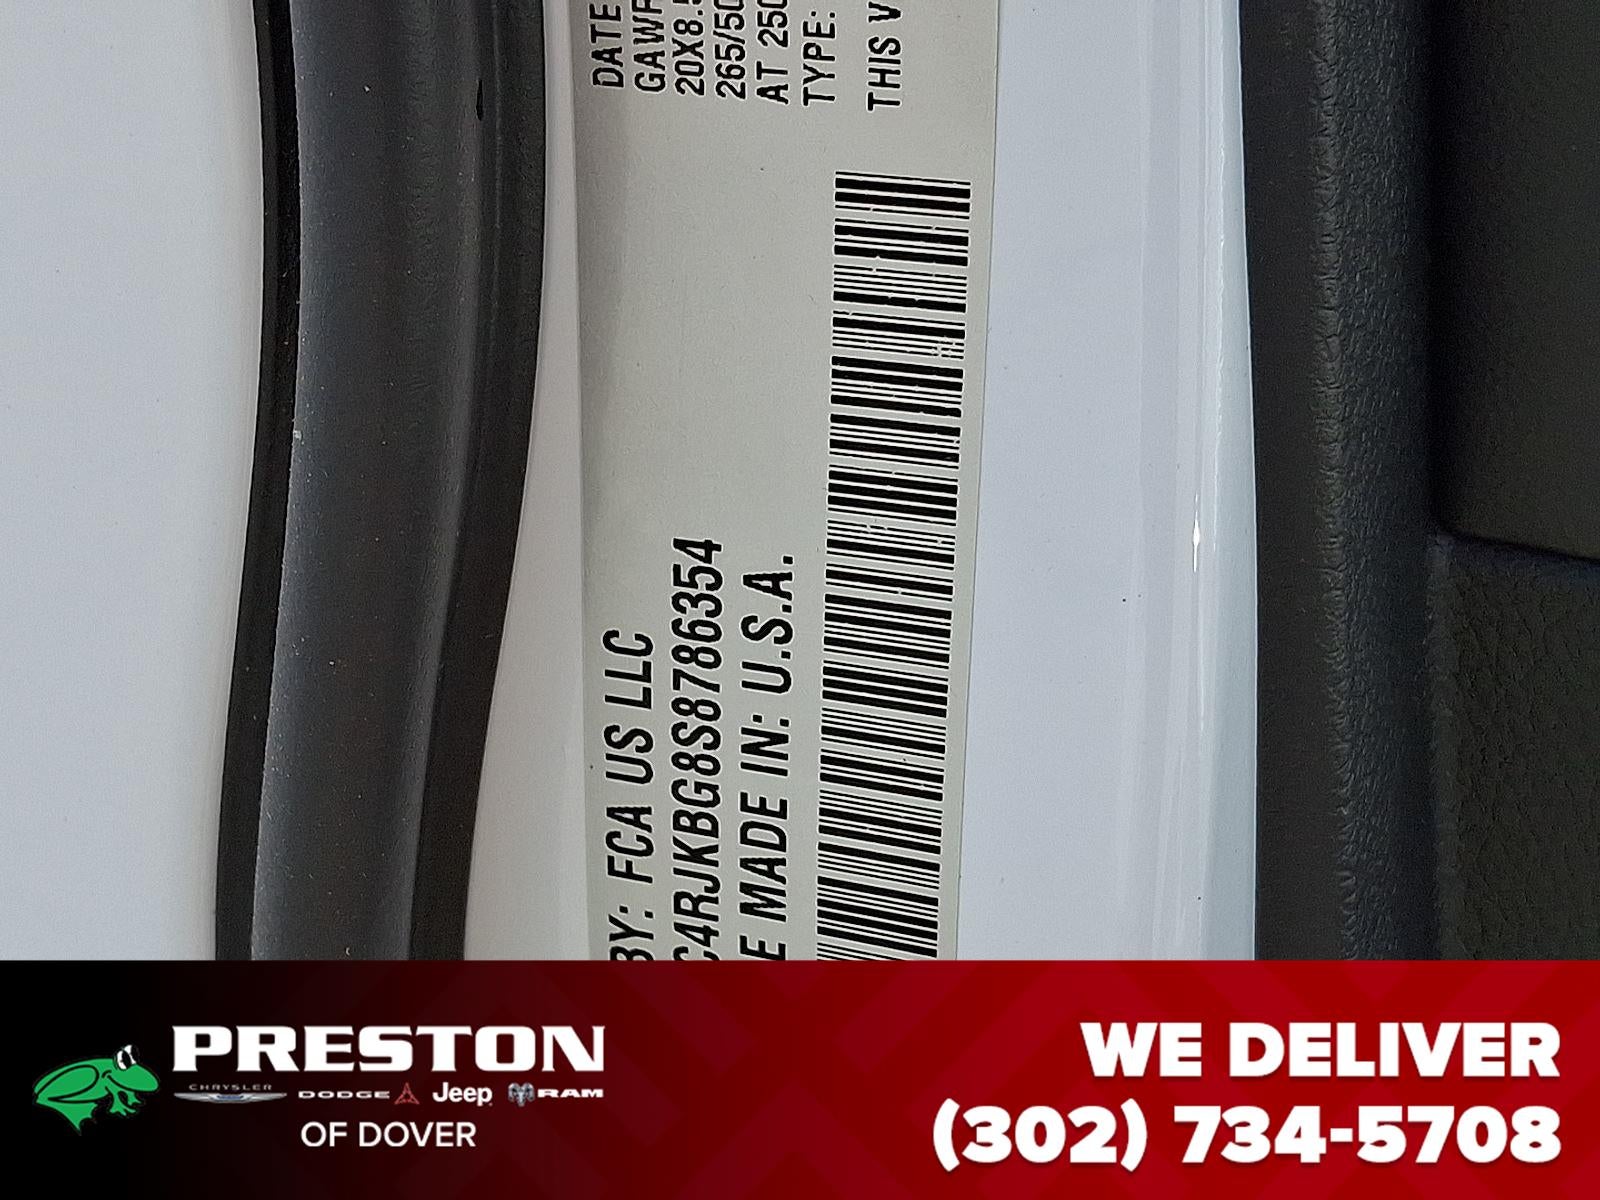 DATE
GAWR
20X8.5
265/50
AT 250
TYPE:
THIS V
BY: FCA US LLC
C4RJKBG8S8786354
E MADE IN: U.S.A.
PRESTON
CHRYSLER DODGE Jeep RAM
OF DOVER
WE DELIVER
(302) 734-5708